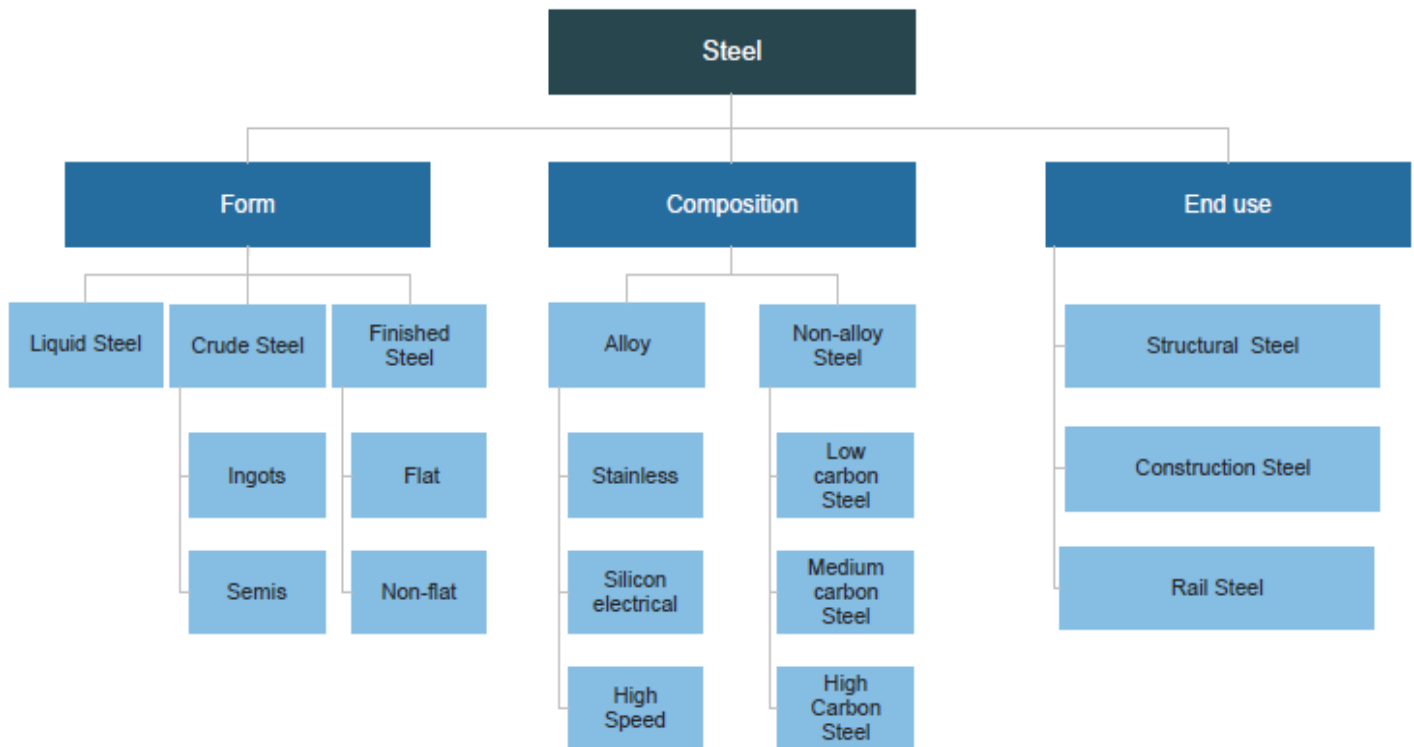 Steel
Form
Composition
End use
Liquid Steel
Crude Steel
Finished
Steel
Alloy
Non-alloy
Steel
Structural Steel
Ingots
Flat
Stainless
Low
carbon
Steel
Construction Steel
Semis
Non-flat
Silicon
electrical
Medium
carbon
Steel
Rail Steel
High
Speed
High
Carbon
Steel